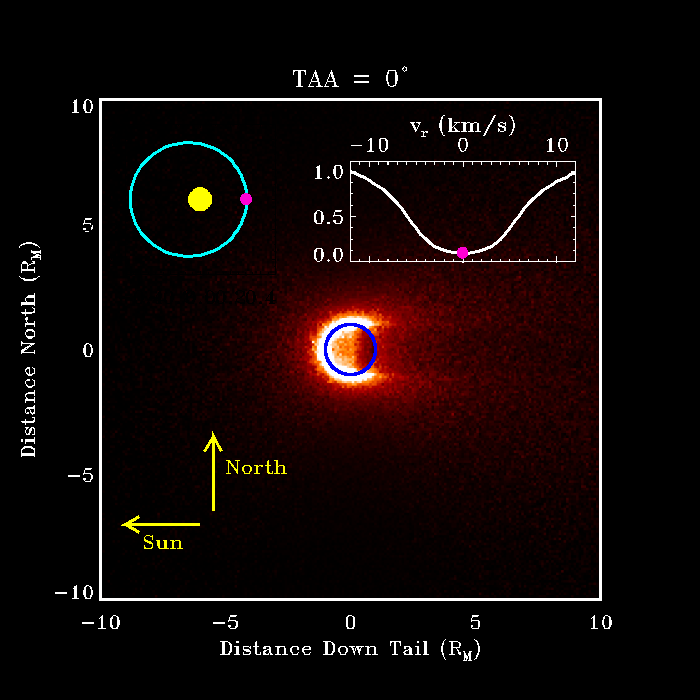 TAA = 0°
v_r (km/s)
−10 0 10
1.0
0.5
0.0
10
5
0
−5
−10
Distance North (R_M)
North
Sun
−10 −5 0 5 10
Distance Down Tail (R_M)